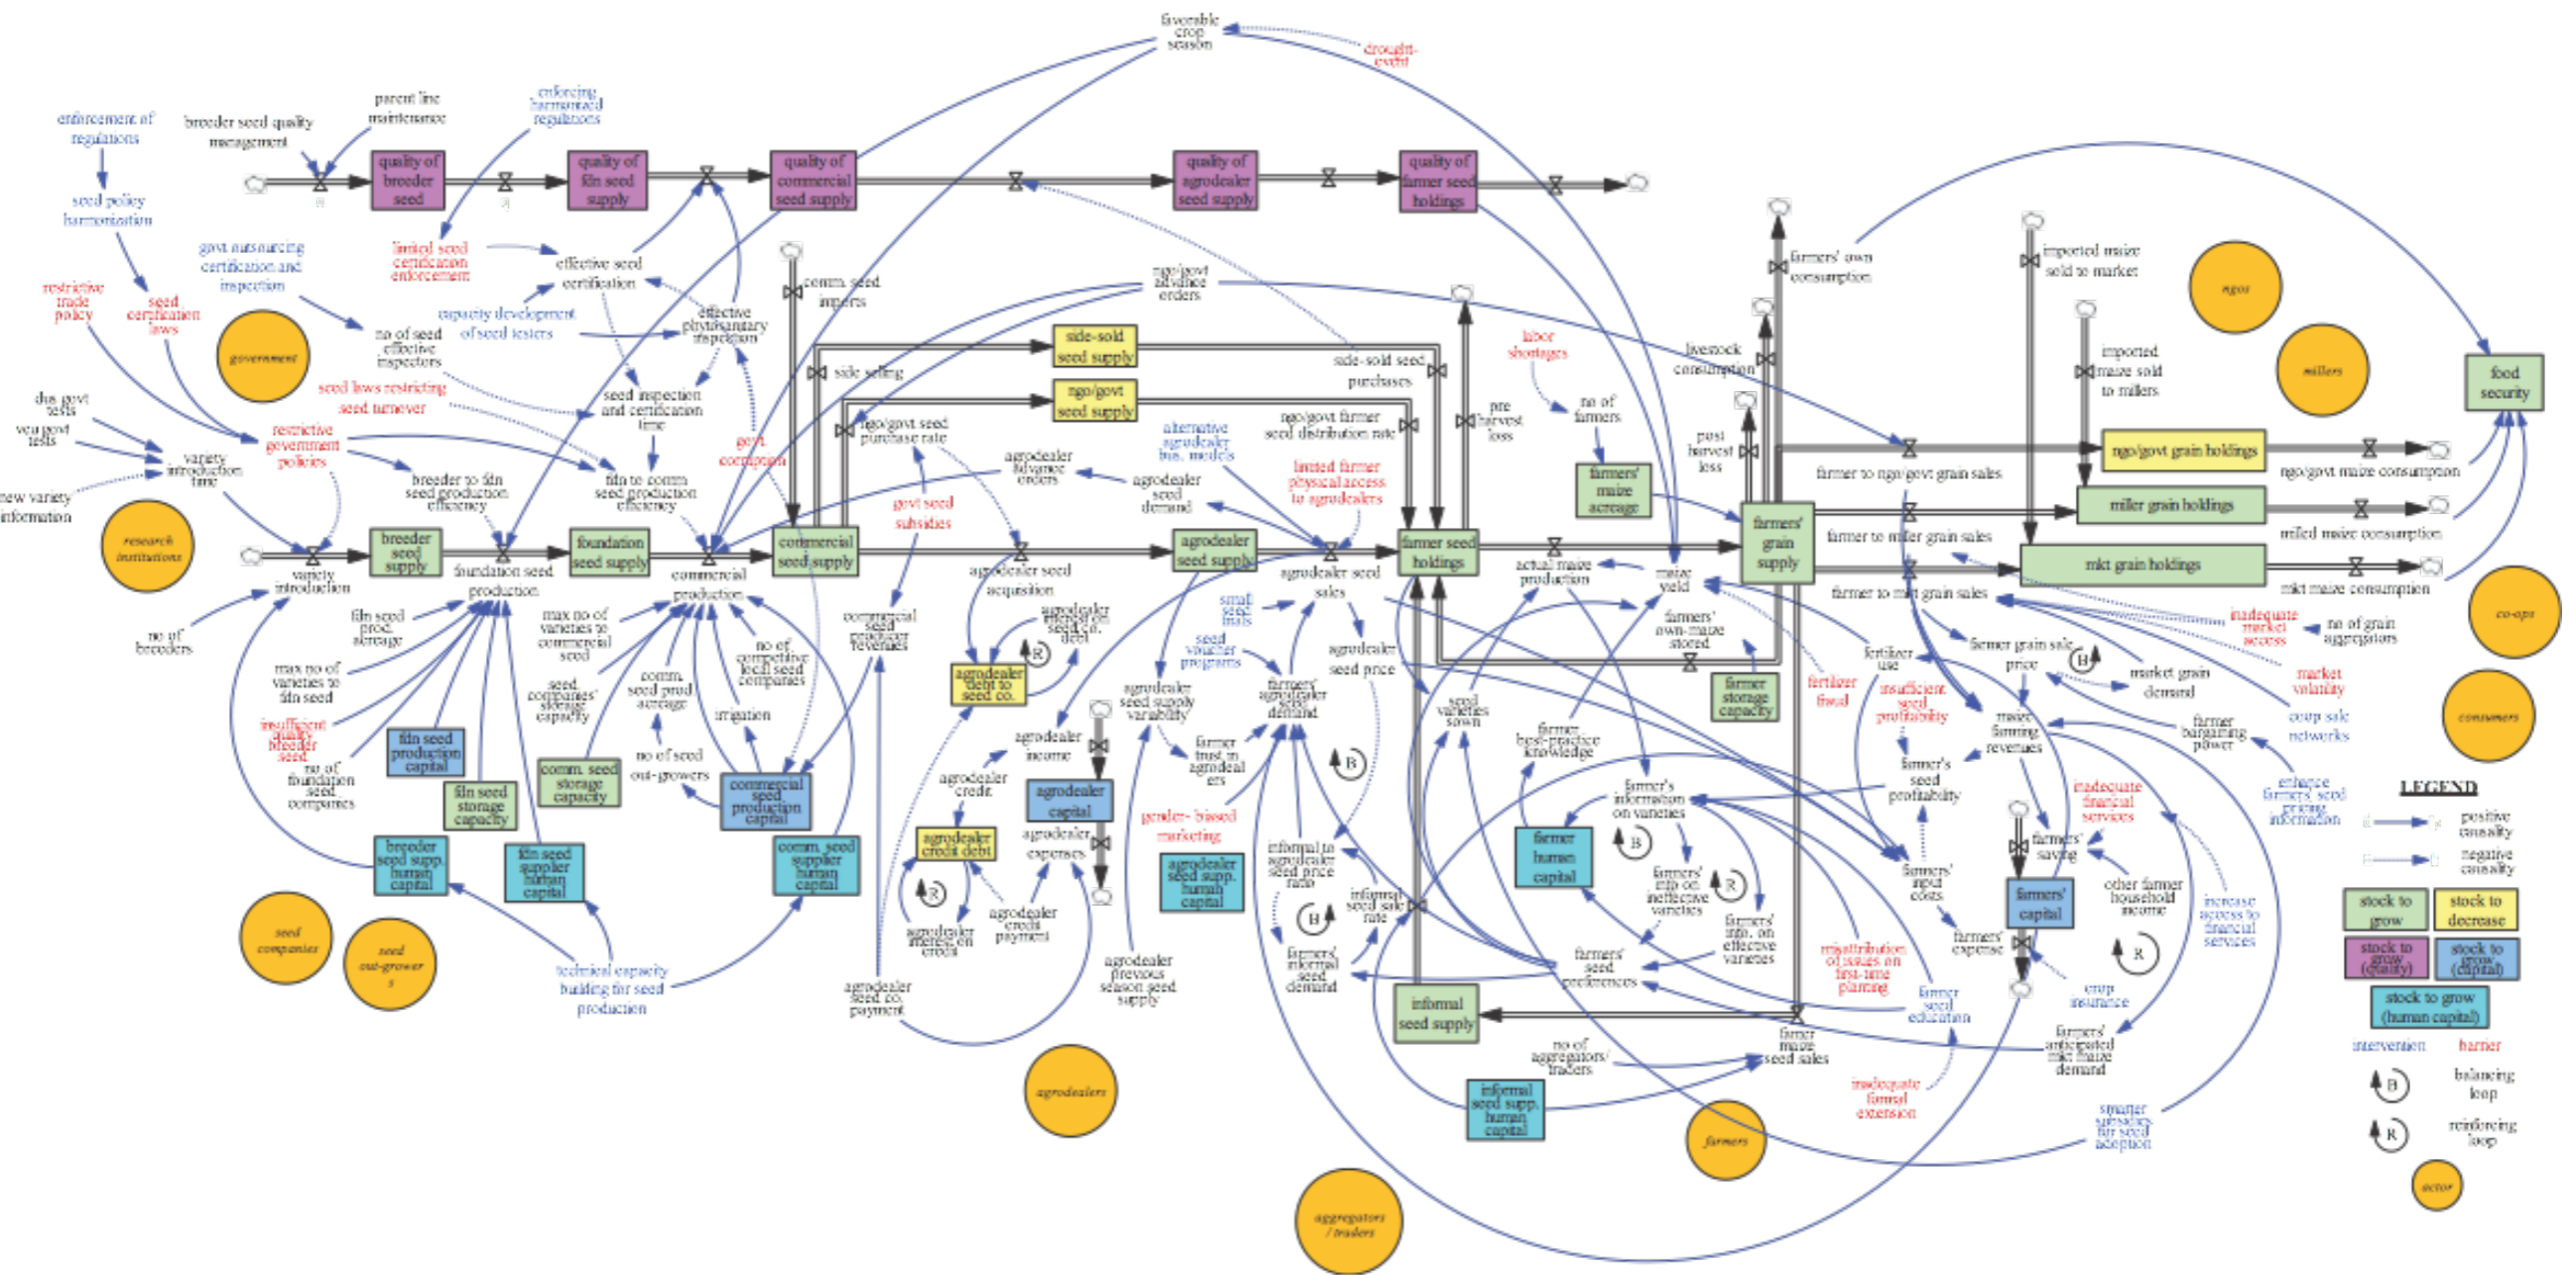 favorable
crop
season
drought-
event
enforcement of
regulations
breeder seed quality
management
parent line
maintenance
enforcing
harmonized
regulations
quality of
breeder
seed
quality of
fdn seed
supply
quality of
commercial
seed supply
quality of
agrodealer
seed supply
quality of
farmer seed
holdings
seed policy
harmonization
govt outsourcing
certification and
inspection
limited seed
certification
enforcement
effective seed
certification
restrictive
trade
policy
seed
certification
laws
government
capacity development
of seed testers
no of seed
effective
inspectors
effective
phytosanitary
inspection
comm. seed
imports
ngo/govt
advance
orders
side-sold
seed supply
side selling
ngo/govt
seed supply
side-sold seed
purchases
labor
shortages
no of
farmers
livestock
consumption
farmers' own
consumption
imported maize
sold to market
imported
maize sold
to millers
ngos
millers
food
security
seed laws restricting
seed turnover
seed inspection
and certification
time
dus govt
tests
vcu govt
tests
new variety
information
variety
introduction
time
restrictive
government
policies
govt
corruption
ngo/govt seed
purchase rate
alternative
agrodealer
bus. models
ngo/govt farmer
seed distribution rate
pre
harvest
loss
post
harvest
loss
breeder to fdn
seed production
efficiency
fdn to comm
seed production
efficiency
agrodealer
advance
orders
agrodealer
seed
demand
limited farmer
physical access
to agrodealers
govt seed
subsidies
farmers'
maize
acreage
farmer to ngo/govt grain sales
ngo/govt grain holdings
ngo/govt maize consumption
miller grain holdings
milled maize consumption
mkt grain holdings
mkt maize consumption
research
institutions
breeder
seed
supply
foundation
seed supply
commercial
seed supply
agrodealer
seed supply
farmer seed
holdings
farmers'
grain
supply
farmer to miller grain sales
farmer to mkt grain sales
variety
introduction
foundation seed
production
commercial
production
agrodealer seed
acquisition
agrodealer seed
sales
actual maize
production
maize
yield
no of
breeders
fdn seed
prod.
acreage
max no of
varieties to
fdn seed
insufficient
quality
breeder
seed
no of
foundation
seed
companies
max no of
varieties to
commercial
seed
seed
companies'
storage
capacity
comm.
seed prod
acreage
no of
competitive
local seed
companies
irrigation
no of seed
out-growers
commercial
seed
producer
revenues
agrodealer
interest on
seed co.
debt
R
agrodealer
debt to
seed co.
small
seed
trials
seed
voucher
programs
agrodealer
seed price
farmers'
agrodealer
seed
demand
agrodealer
seed supply
variability
farmer
trust in
agrodeal
ers
seed
varieties
sown
farmers'
own-maize
stored
farmer
storage
capacity
fertilizer
fraud
fertilizer
use
insufficient
seed
profitability
farmer grain sale
price
B
market grain
demand
inadequate
market
access
no of grain
aggregators
market
volatility
coop sale
networks
co-ops
consumers
maize
farming
revenues
farmer
bargaining
power
enhance
farmers' seed
pricing
information
fdn seed
production
capital
fdn seed
storage
capacity
comm. seed
storage
capacity
commercial
seed
production
capital
agrodealer
income
agrodealer
credit
agrodealer
capital
agrodealer
credit debt
agrodealer
expenses
R
agrodealer
interest on
credit
agrodealer
credit
payment
gender- biased
marketing
agrodealer
seed supp.
human
capital
B
farmer
best-practice
knowledge
farmer's
information
on varieties
B
farmer
human
capital
farmer's
seed
profitability
inadequate
financial
services
farmers'
saving
farmers'
capital
other farmer
household
income
increase
access to
financial
services
R
LEGEND
positive
causality
negative
causality
stock to
grow
stock to
decrease
stock to
grow
(quality)
stock to
grow
(capital)
stock to grow
(human capital)
intervention
barrier
B
balancing
loop
R
reinforcing
loop
actor
breeder
seed supp.
human
capital
fdn seed
supplier
human
capital
comm. seed
supplier
human
capital
informal to
agrodealer
seed price
ratio
B
informal
seed sale
rate
farmers'
informal
seed
demand
farmers'
info on
ineffective
varieties
R
farmers'
info. on
effective
varieties
farmers'
input
costs
farmers'
expense
crop
insurance
seed
companies
seed
out-grower
s
technical capacity
building for seed
production
agrodealer
seed co.
payment
agrodealer
previous
season seed
supply
farmers'
seed
preferences
misattribution
of issues on
first-time
planting
farmer
seed
education
informal
seed supply
farmer
maize
seed sales
farmers'
anticipated
mkt maize
demand
no of
aggregators/
traders
informal
seed supp.
human
capital
inadequate
formal
extension
smarter
subsidies
for seed
adoption
agrodealers
farmers
aggregators
/ traders